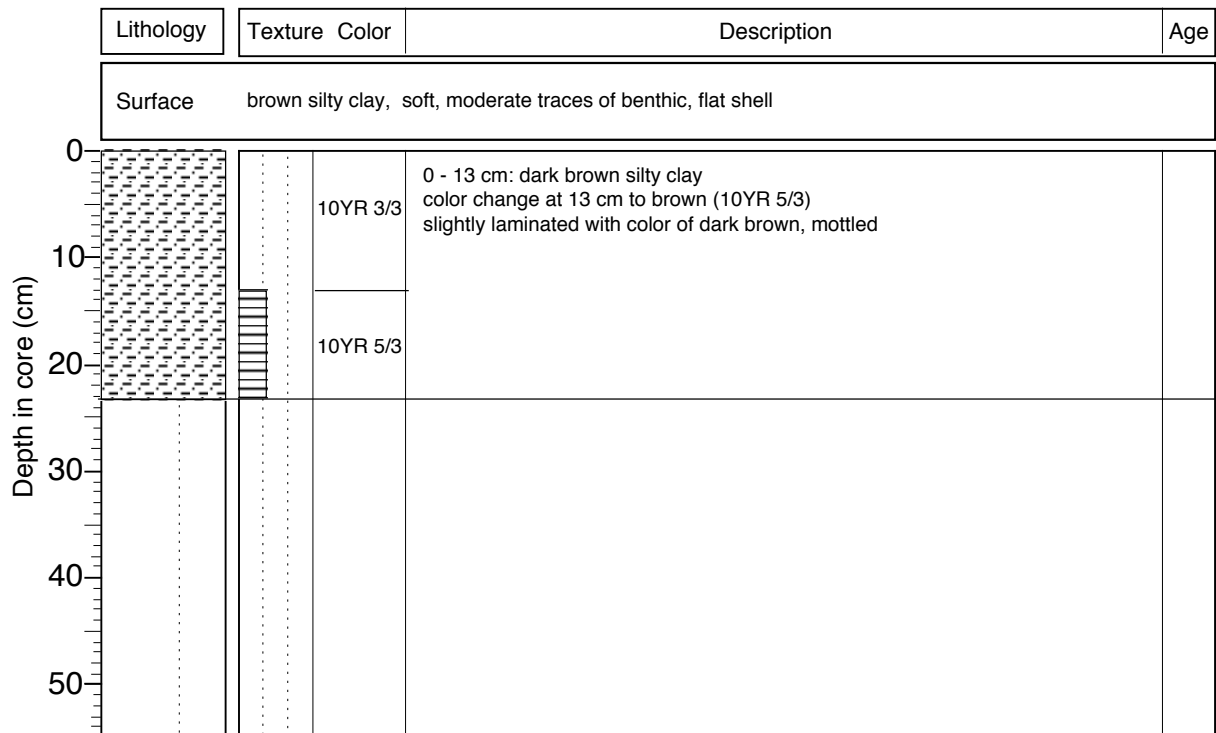 Lithology Texture Color Description Age
Surface brown silty clay, soft, moderate traces of benthic, flat shell
0
10
20
30
40
50
Depth in core (cm)
10YR 3/3
10YR 5/3
0 - 13 cm: dark brown silty clay
color change at 13 cm to brown (10YR 5/3)
slightly laminated with color of dark brown, mottled